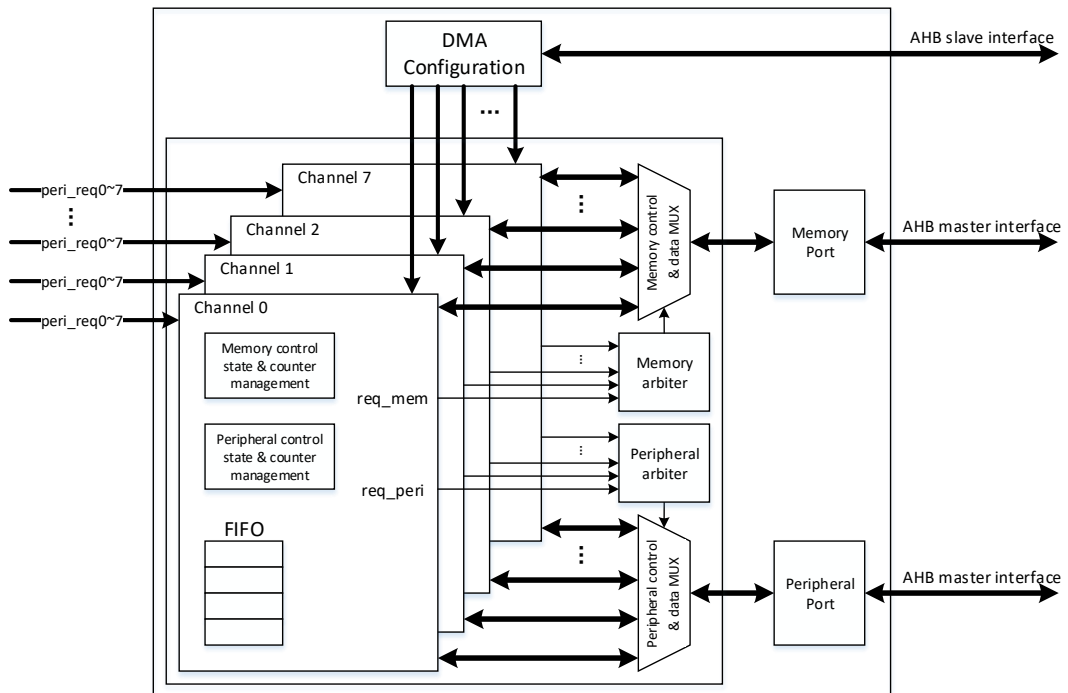 DMA
Configuration
AHB slave interface
peri_req0~7
...
peri_req0~7
peri_req0~7
peri_req0~7
...
Channel 7
Channel 2
Channel 1
Channel 0
Memory control
state & counter
management
req_mem
Peripheral control
state & counter
management
req_peri
FIFO
...
Memory control
& data MUX
Memory
Port
AHB master interface
...
Memory
arbiter
...
Peripheral
arbiter
...
Peripheral control
& data MUX
Peripheral
Port
AHB master interface